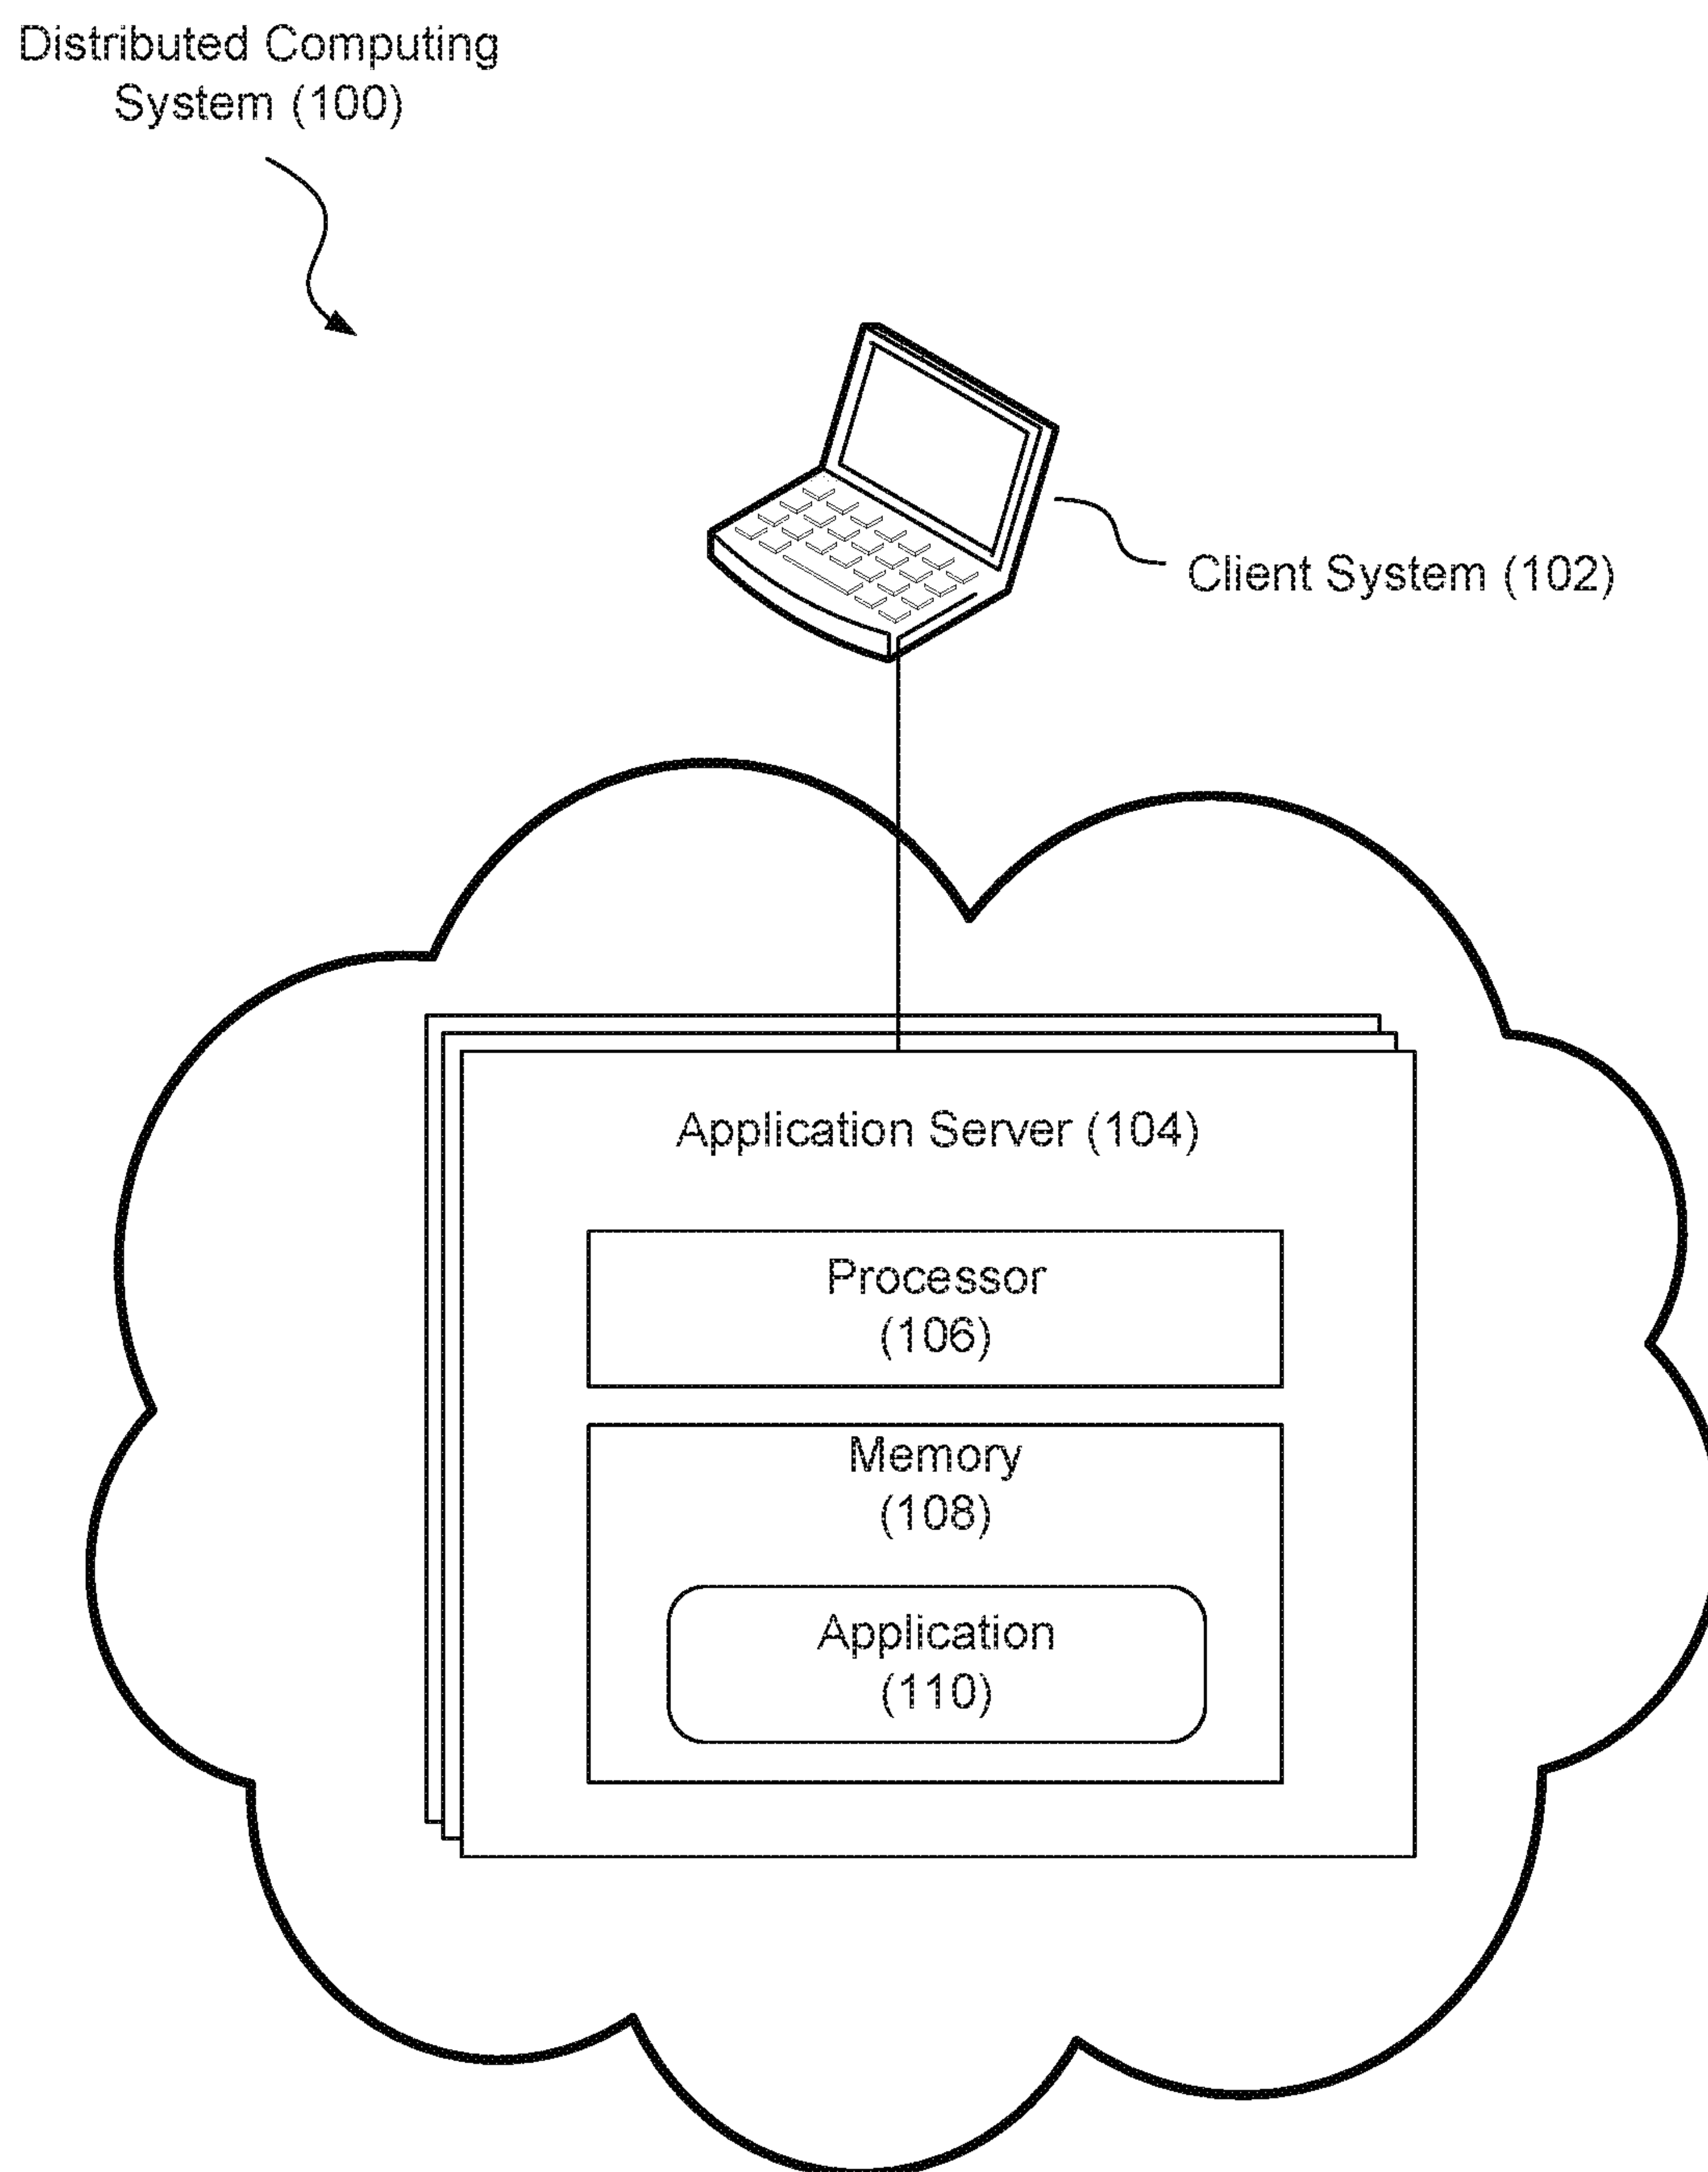 Distributed Computing
System (100)
Client System (102)
Application Server (104)
Processor
(106)
Memory
(108)
Application
(110)